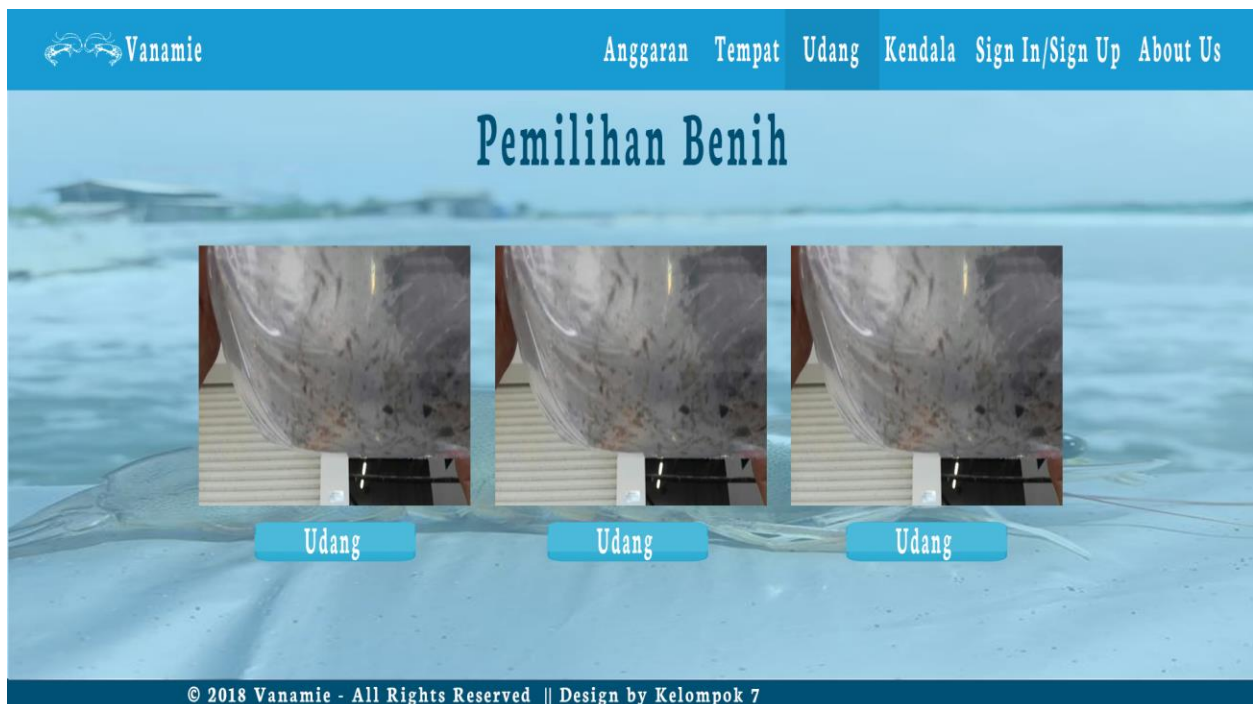 Vanamie Anggaran Tempat Udang Kendala Sign In/Sign Up About Us
Pemilihan Benih
Udang Udang Udang
© 2018 Vanamie - All Rights Reserved || Design by Kelompok 7